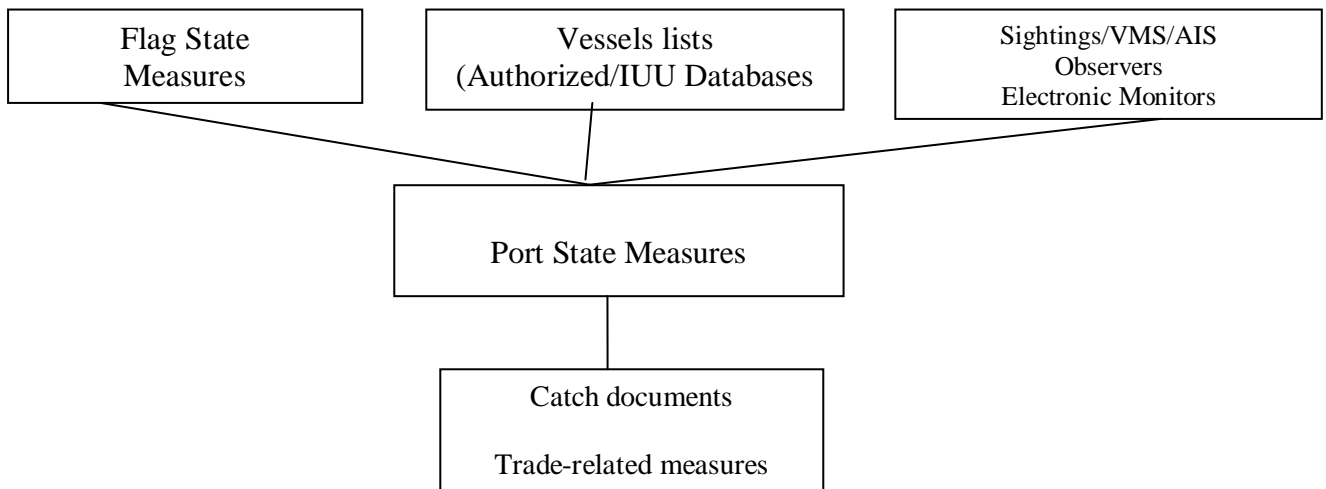 Flag State
Measures
Vessels lists
(Authorized/IUU Databases
Sightings/VMS/AIS
Observers
Electronic Monitors
Port State Measures
Catch documents
Trade-related measures